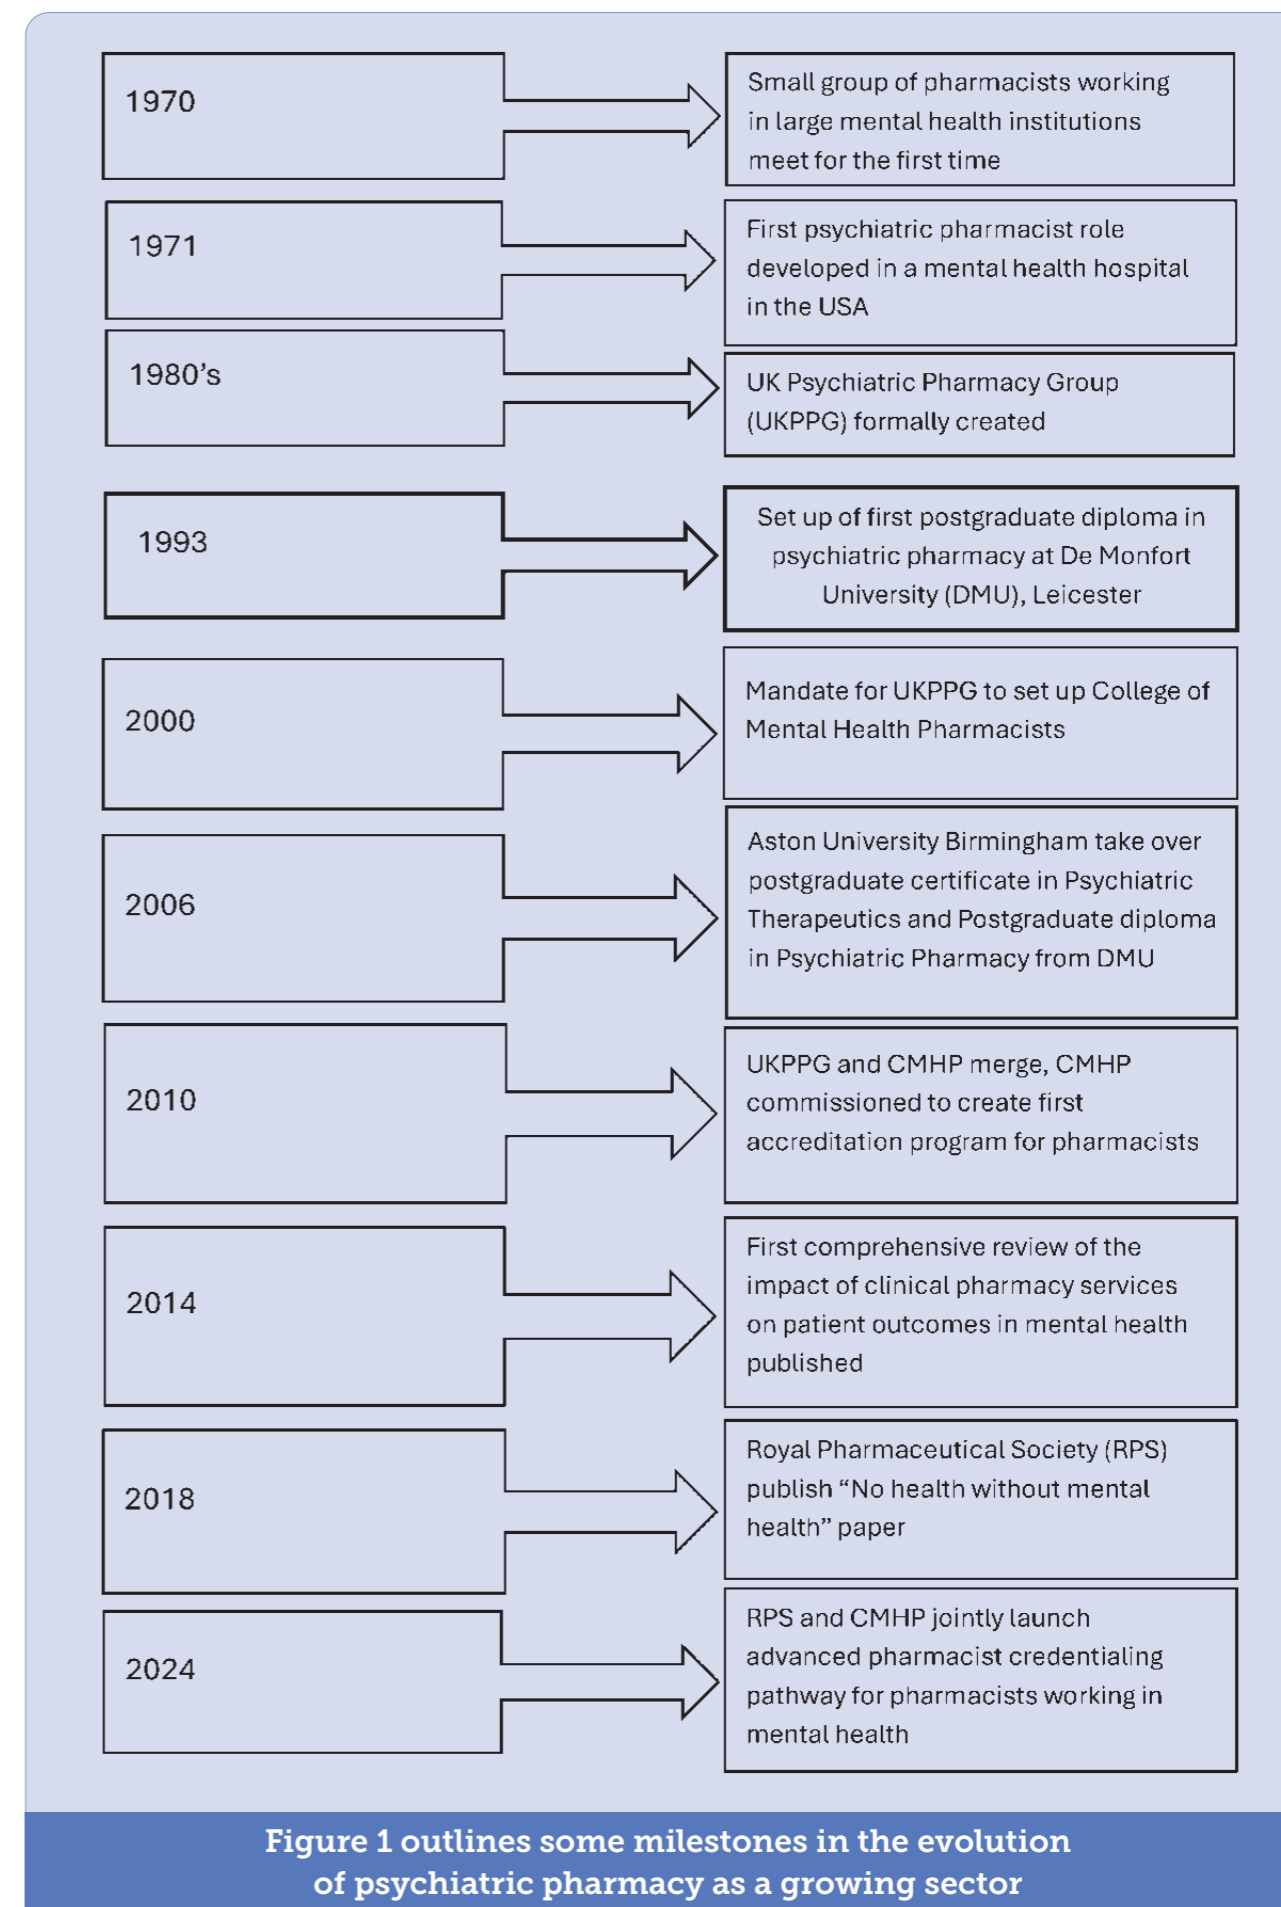 1970
Small group of pharmacists working
in large mental health institutions
meet for the first time
1971
First psychiatric pharmacist role
developed in a mental health hospital
in the USA
1980’s
UK Psychiatric Pharmacy Group
(UKPPG) formally created
1993
Set up of first postgraduate diploma in
psychiatric pharmacy at De Monfort
University (DMU), Leicester
2000
Mandate for UKPPG to set up College of
Mental Health Pharmacists
2006
Aston University Birmingham take over
postgraduate certificate in Psychiatric
Therapeutics and Postgraduate diploma
in Psychiatric Pharmacy from DMU
2010
UKPPG and CMHP merge, CMHP
commissioned to create first
accreditation program for pharmacists
2014
First comprehensive review of the
impact of clinical pharmacy services
on patient outcomes in mental health
published
2018
Royal Pharmaceutical Society (RPS)
publish “No health without mental
health” paper
2024
RPS and CMHP jointly launch
advanced pharmacist credentialing
pathway for pharmacists working in
mental health
Figure 1 outlines some milestones in the evolution
of psychiatric pharmacy as a growing sector